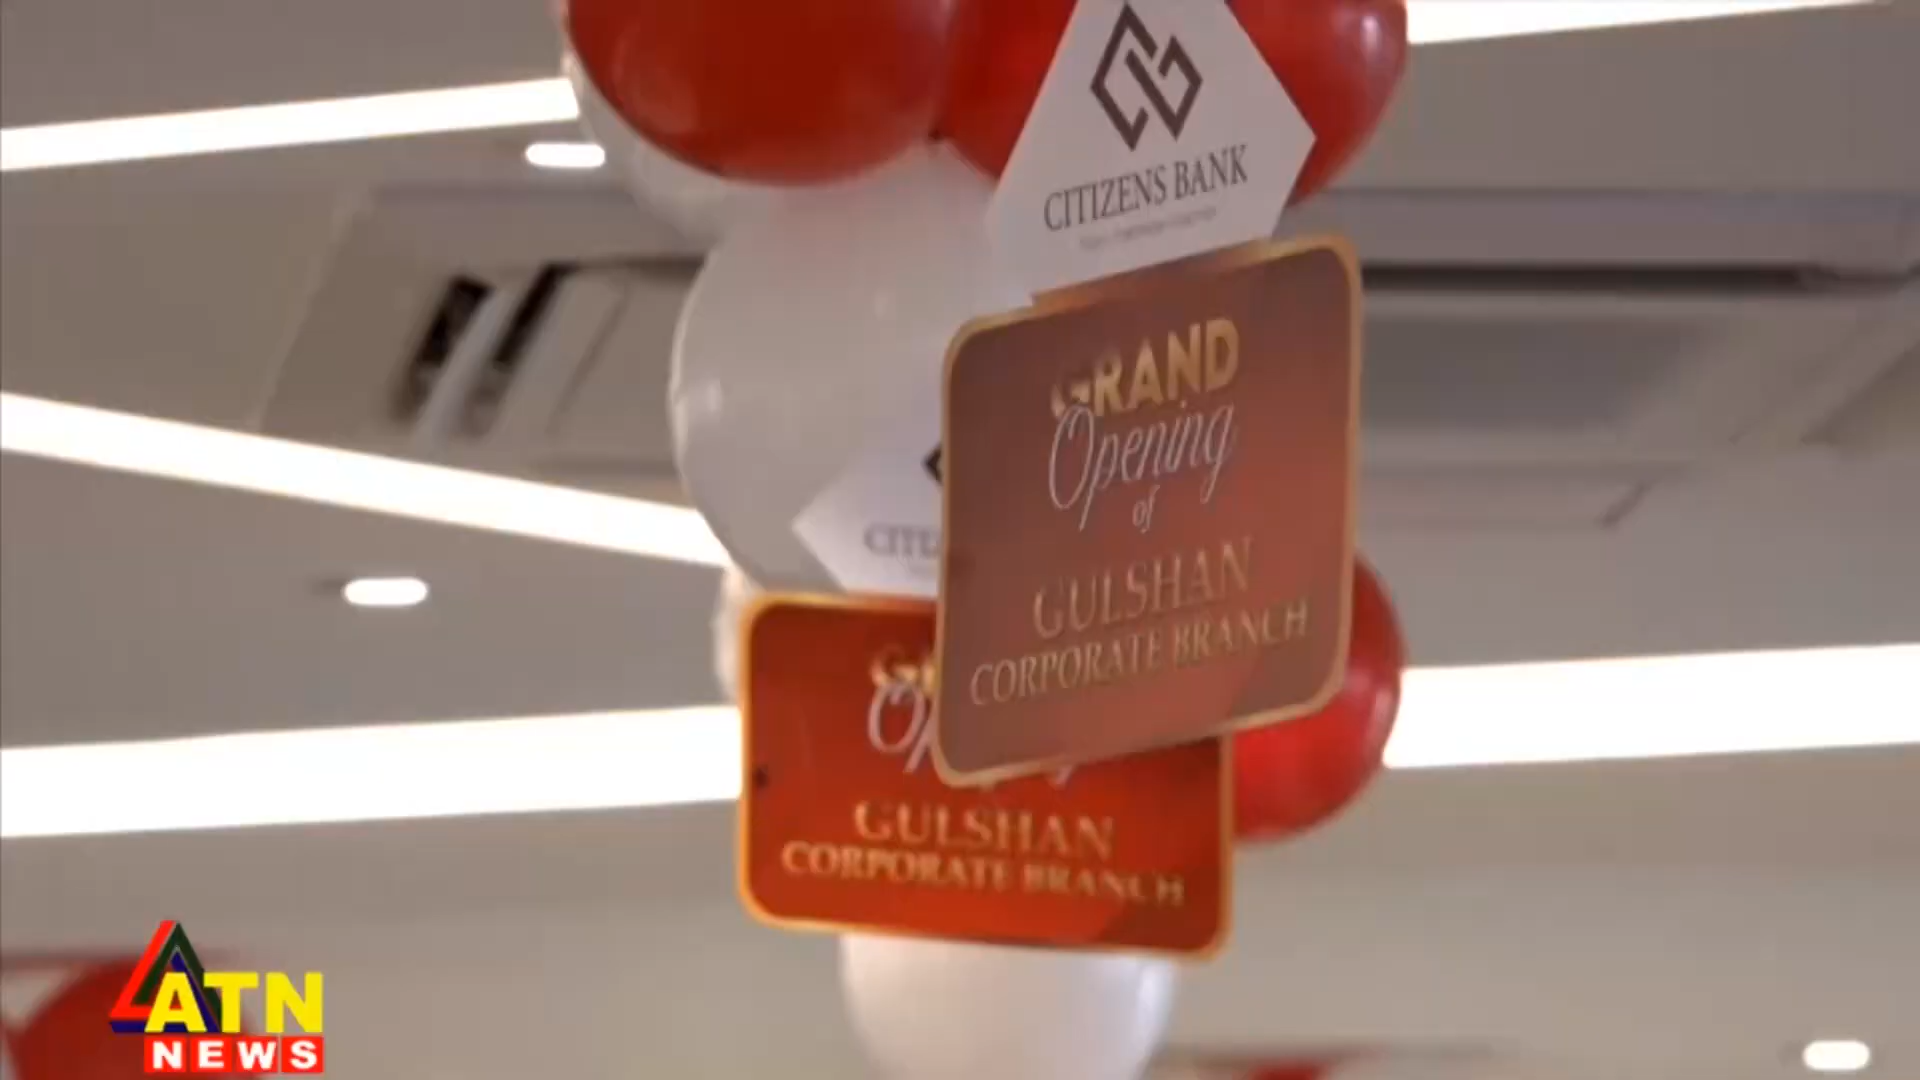 CITIZENS BANK
GRAND
Opening
of
GULSHAN
CORPORATE BRANCH
GULSHAN
CORPORATE BRANCH
ATN
NEWS